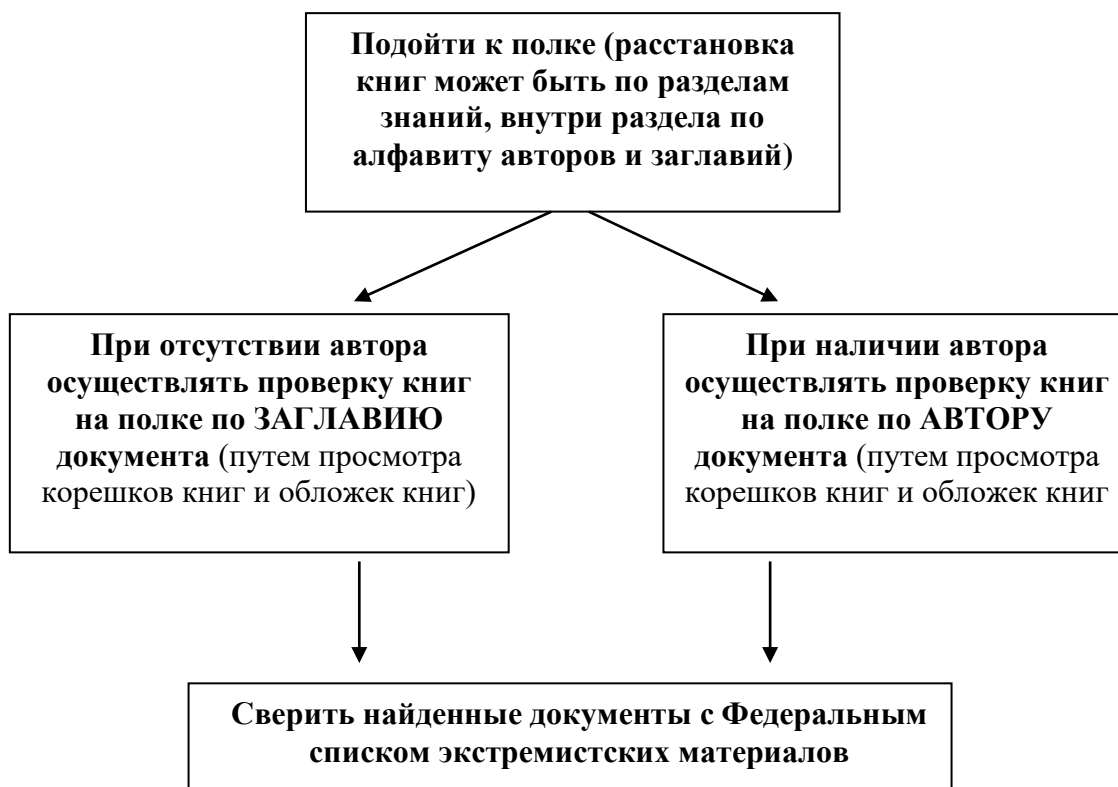 Подойти к полке (расстановка
книг может быть по разделам
знаний, внутри раздела по
алфавиту авторов и заглавий)
При отсутствии автора
осуществлять проверку книг
на полке по ЗАГЛАВИЮ
документа (путем просмотра
корешков книг и обложек книг)
При наличии автора
осуществлять проверку книг
на полке по АВТОРУ
документа (путем просмотра
корешков книг и обложек книг
Сверить найденные документы с Федеральным
списком экстремистских материалов